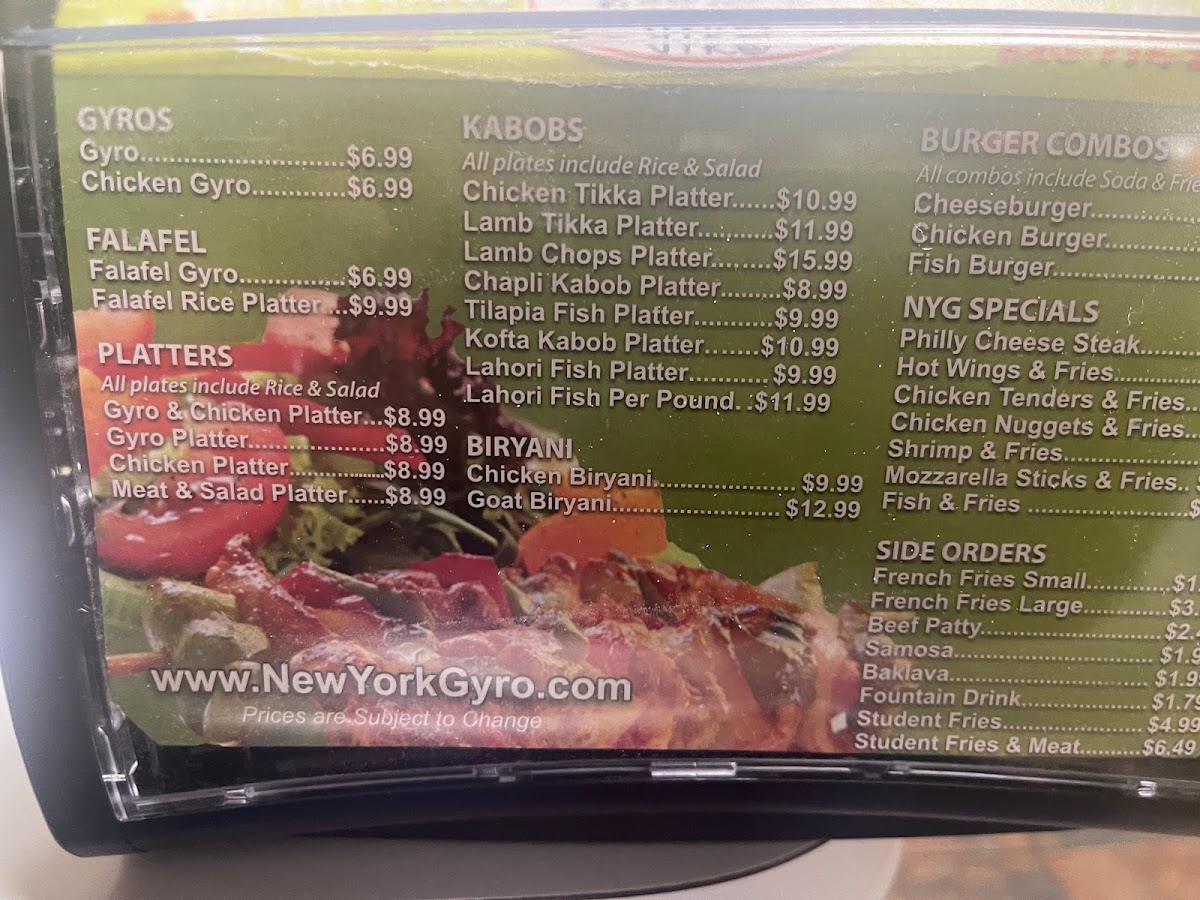 GYROS
Gyro............................$6.99
Chicken Gyro.............$6.99
FALAFEL
Falafel Gyro...............$6.99
Falafel Rice Platter....$9.99
PLATTERS
All plates include Rice & Salad
Gyro & Chicken Platter...$8.99
Gyro Platter....................$8.99
Chicken Platter..............$8.99
Meat & Salad Platter......$8.99
www.NewYorkGyro.com
Prices are Subject to Change
KABOBS
All plates include Rice & Salad
Chicken Tikka Platter......$10.99
Lamb Tikka Platter..........$11.99
Lamb Chops Platter........$15.99
Chapli Kabob Platter.........$8.99
Tilapia Fish Platter...........$9.99
Kofta Kabob Platter.......$10.99
Lahori Fish Platter........... $9.99
Lahori Fish Per Pound. .:$11.99
BIRYANI
Chicken Biryani.................... $9.99
Goat Biryani....................... $12.99
BURGER COMBOS
All combos include Soda &
Cheeseburger
Chicken Burger
Fish Burger
NYG SPECIALS
Philly Cheese Steak
Hot Wings & Fries
Chicken Tenders & Fries
Chicken Nuggets & Fries
Shrimp & Fries
Mozzarella Sticks & Fries
Fish & Fries
SIDE ORDERS
French Fries Small
French Fries Large
Beef Patty
Samosa
Baklava
Fountain Drink
Student Fries....................$4.99
Student Fries & Meat.........$6.49